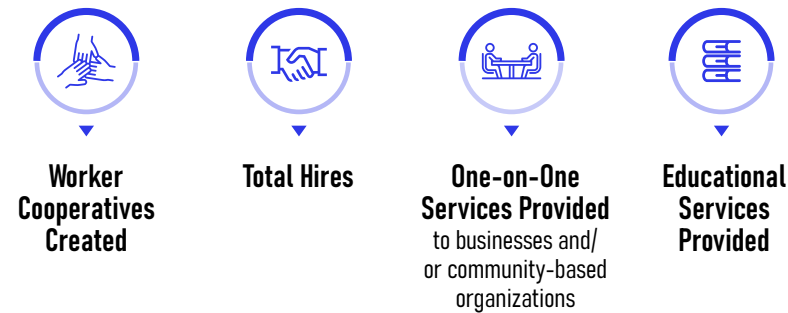 Worker
Cooperatives
Created
Total Hires
One-on-One
Services Provided
to businesses and/
or community-based
organizations
Educational
Services
Provided